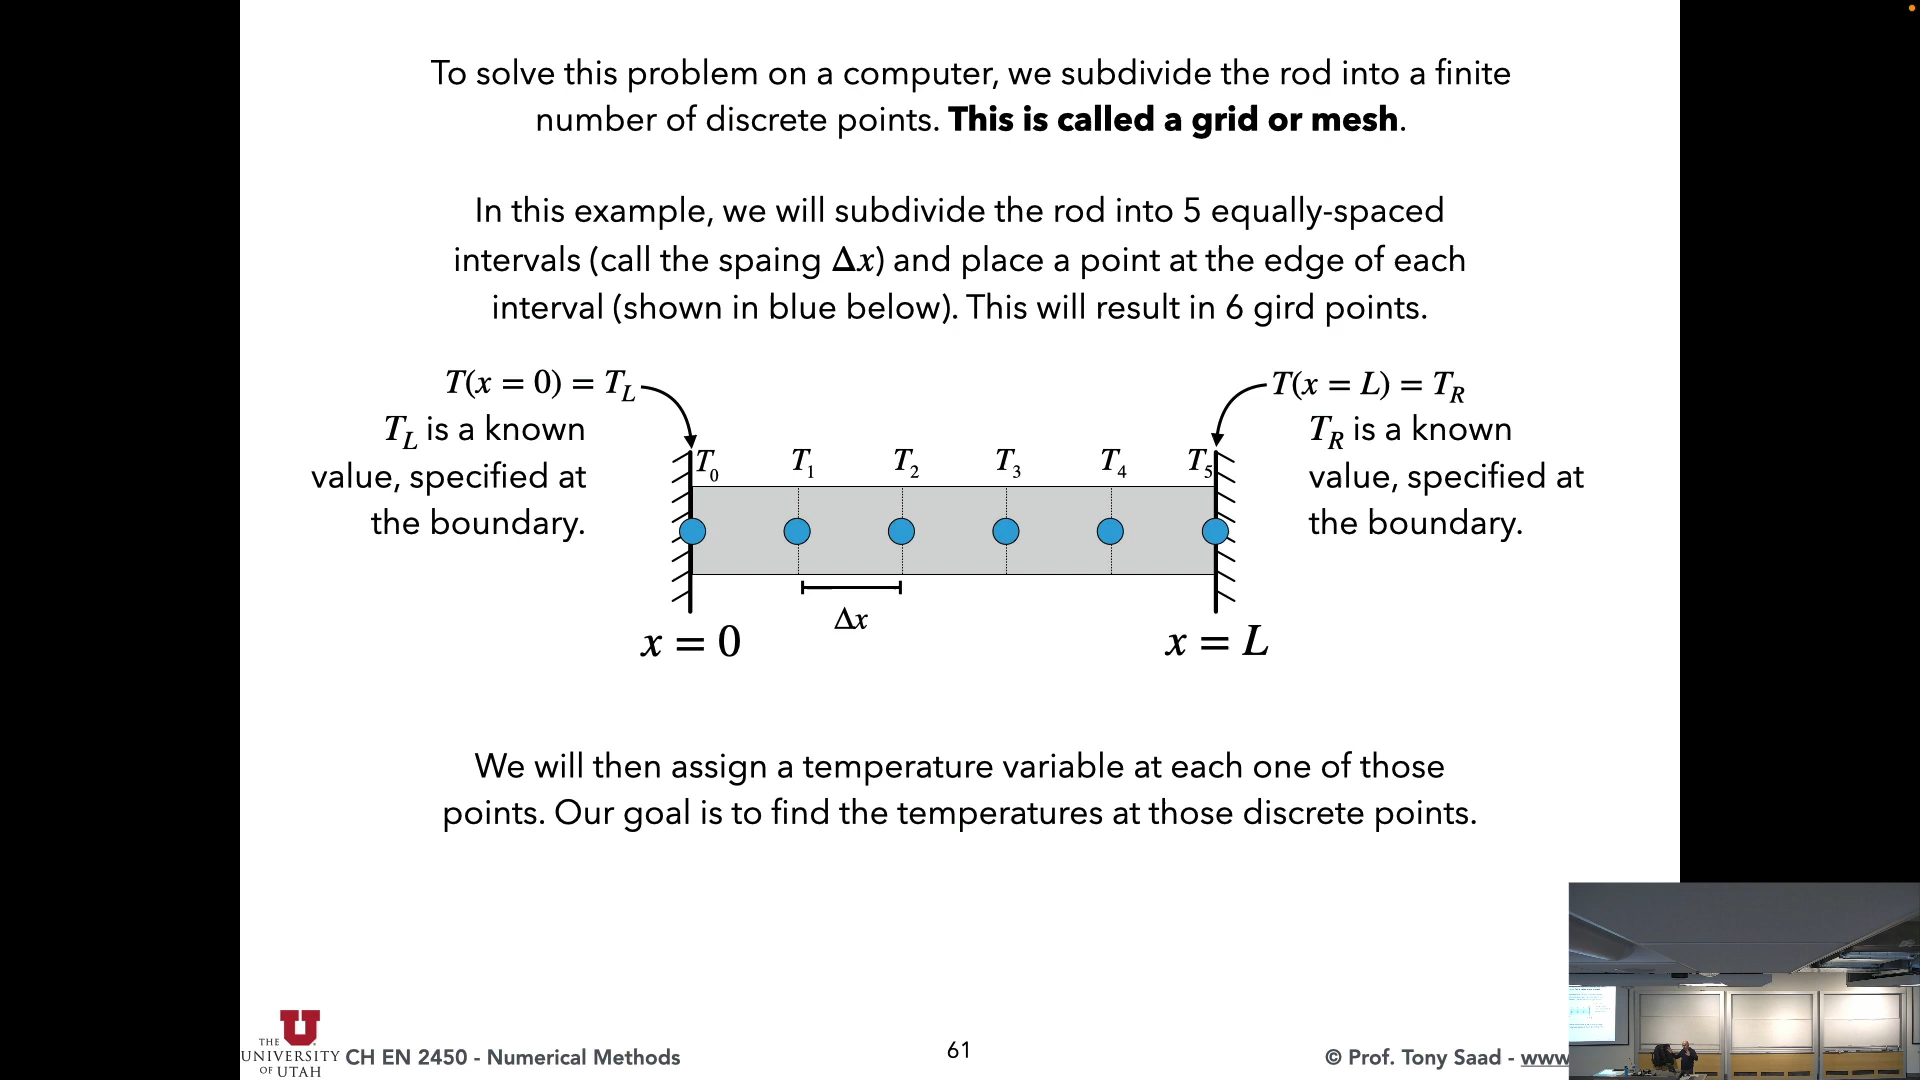 To solve this problem on a computer, we subdivide the rod into a finite
number of discrete points. This is called a grid or mesh.
In this example, we will subdivide the rod into 5 equally-spaced
intervals (call the spaing Δx) and place a point at the edge of each
interval (shown in blue below). This will result in 6 gird points.
T(x = 0) = T_L
T_L is a known
value, specified at
the boundary.
T(x = L) = T_R
T_R is a known
value, specified at
the boundary.
T_0 T_1 T_2 T_3 T_4 T_5
Δx
x = 0
x = L
We will then assign a temperature variable at each one of those
points. Our goal is to find the temperatures at those discrete points.
U
THE
UNIVERSITY
OF UTAH
CH EN 2450 - Numerical Methods
61
© Prof. Tony Saad - www